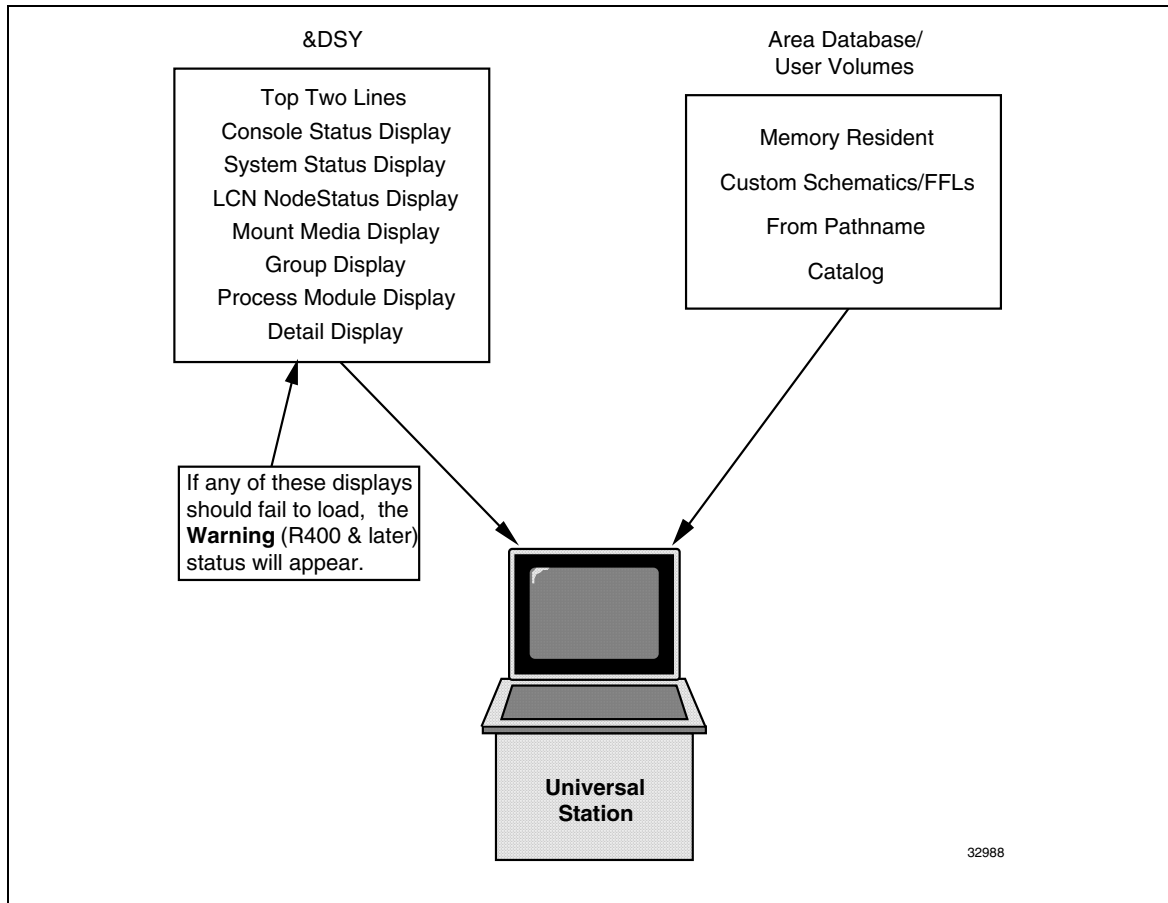 &DSY
Top Two Lines
Console Status Display
System Status Display
LCN NodeStatus Display
Mount Media Display
Group Display
Process Module Display
Detail Display
Area Database/
User Volumes
Memory Resident
Custom Schematics/FFLs
From Pathname
Catalog
If any of these displays
should fail to load, the
Warning (R400 & later)
status will appear.
Universal
Station
32988